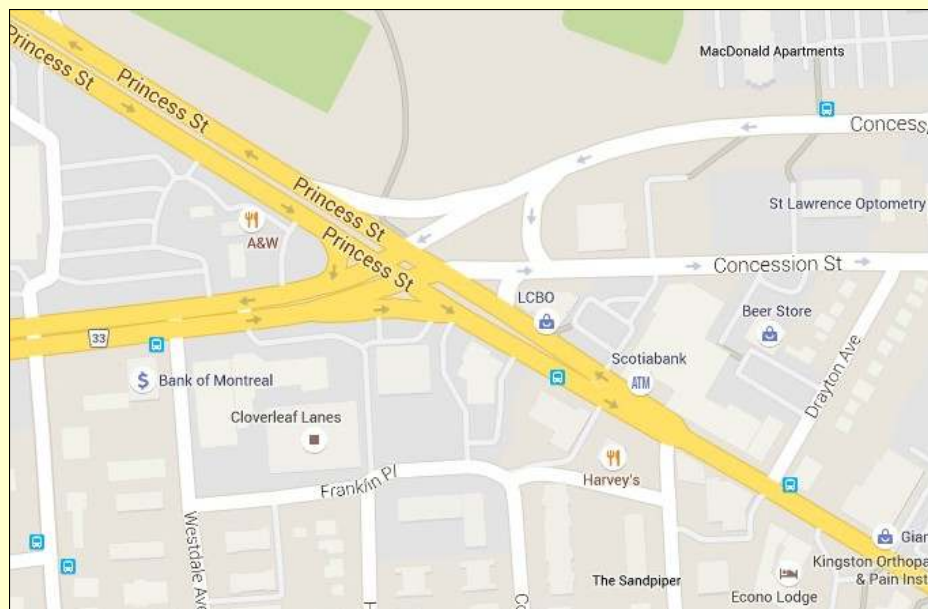 MacDonald Apartments
Princess St
Princess St
Concess
St Lawrence Optometry
Princess St
A&W
Princess St
Concession St
LCBO
Beer Store
33
Scotiabank
ATM
Bank of Montreal
$
Cloverleaf Lanes
Drayton Ave
Franklin Pl
Harvey's
Westdale Ave
Gian
Kingston Orthopa
& Pain Inst
The Sandpiper
Econo Lodge
H
Co